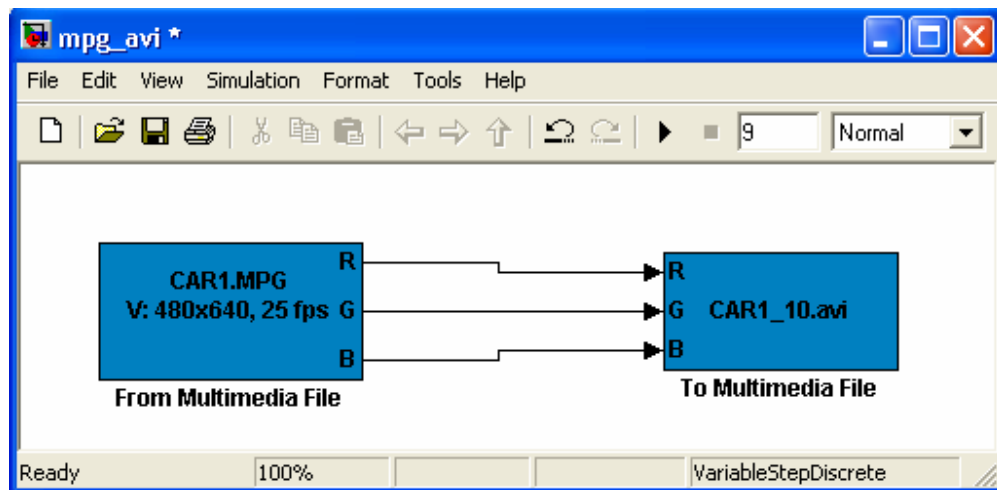 mpg_avi *
File Edit View Simulation Format Tools Help
9 Normal
R
CAR1.MPG
V: 480x640, 25 fps G
B
From Multimedia File
R
G CAR1_10.avi
B
To Multimedia File
Ready 100% VariableStepDiscrete